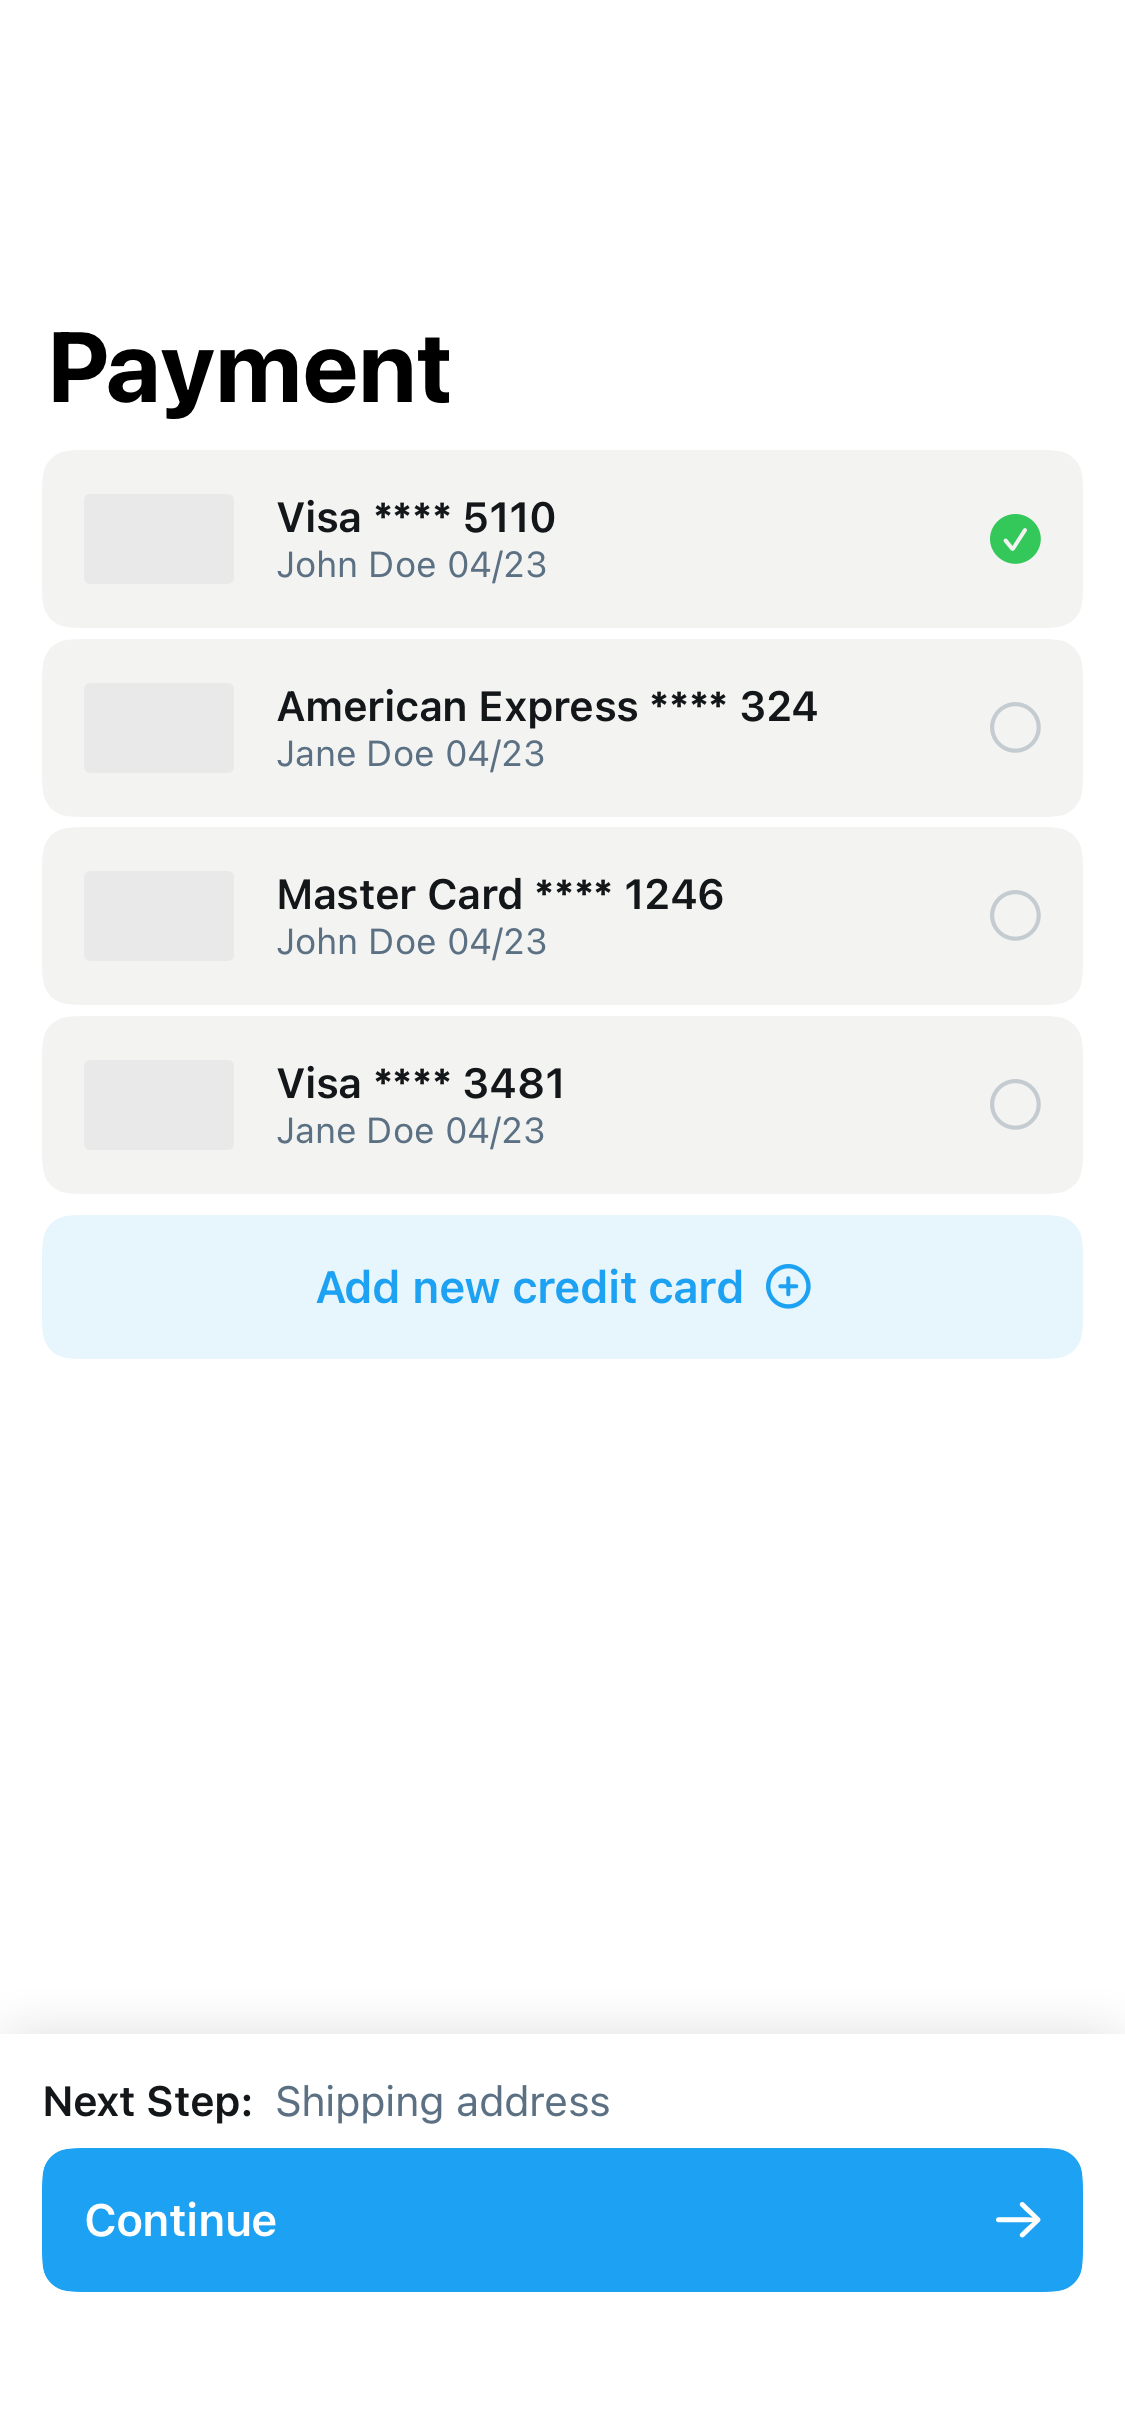 Payment
Visa **** 5110
John Doe 04/23
American Express **** 324
Jane Doe 04/23
Master Card **** 1246
John Doe 04/23
Visa **** 3481
Jane Doe 04/23
Add new credit card
Next Step: Shipping address
Continue